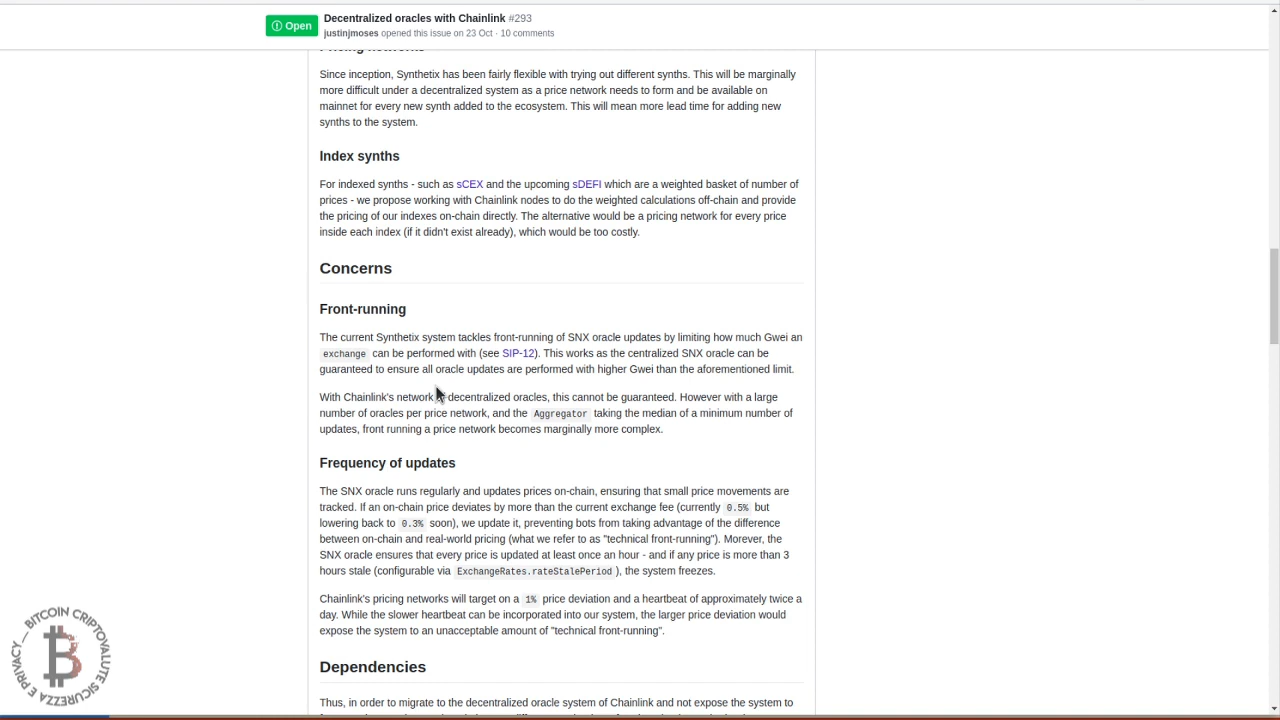 Open
Decentralized oracles with Chainlink #293
justinjmoses opened this issue on 23 Oct · 10 comments
Pricing networks
Since inception, Synthetix has been fairly flexible with trying out different synths. This will be marginally
more difficult under a decentralized system as a price network needs to form and be available on
mainnet for every new synth added to the ecosystem. This will mean more lead time for adding new
synths to the system.
Index synths
For indexed synths - such as sCEX and the upcoming sDEFI which are a weighted basket of number of
prices - we propose working with Chainlink nodes to do the weighted calculations off-chain and provide
the pricing of our indexes on-chain directly. The alternative would be a pricing network for every price
inside each index (if it didn't exist already), which would be too costly.
Concerns
Front-running
The current Synthetix system tackles front-running of SNX oracle updates by limiting how much Gwei an
exchange can be performed with (see SIP-12). This works as the centralized SNX oracle can be
guaranteed to ensure all oracle updates are performed with higher Gwei than the aforementioned limit.
With Chainlink's network decentralized oracles, this cannot be guaranteed. However with a large
number of oracles per price network, and the Aggregator taking the median of a minimum number of
updates, front running a price network becomes marginally more complex.
Frequency of updates
The SNX oracle runs regularly and updates prices on-chain, ensuring that small price movements are
tracked. If an on-chain price deviates by more than the current exchange fee (currently 0.5% but
lowering back to 0.3% soon), we update it, preventing bots from taking advantage of the difference
between on-chain and real-world pricing (what we refer to as "technical front-running"). Morever, the
SNX oracle ensures that every price is updated at least once an hour - and if any price is more than 3
hours stale (configurable via ExchangeRates.rateStalePeriod ), the system freezes.
Chainlink's pricing networks will target on a 1% price deviation and a heartbeat of approximately twice a
day. While the slower heartbeat can be incorporated into our system, the larger price deviation would
expose the system to an unacceptable amount of "technical front-running".
Dependencies
Thus, in order to migrate to the decentralized oracle system of Chainlink and not expose the system to
BITCOIN CRIPTOVALUTE SICUREZZA E PRIVACY